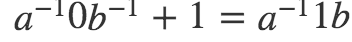 a⁻¹0b⁻¹ + 1 = a⁻¹1b